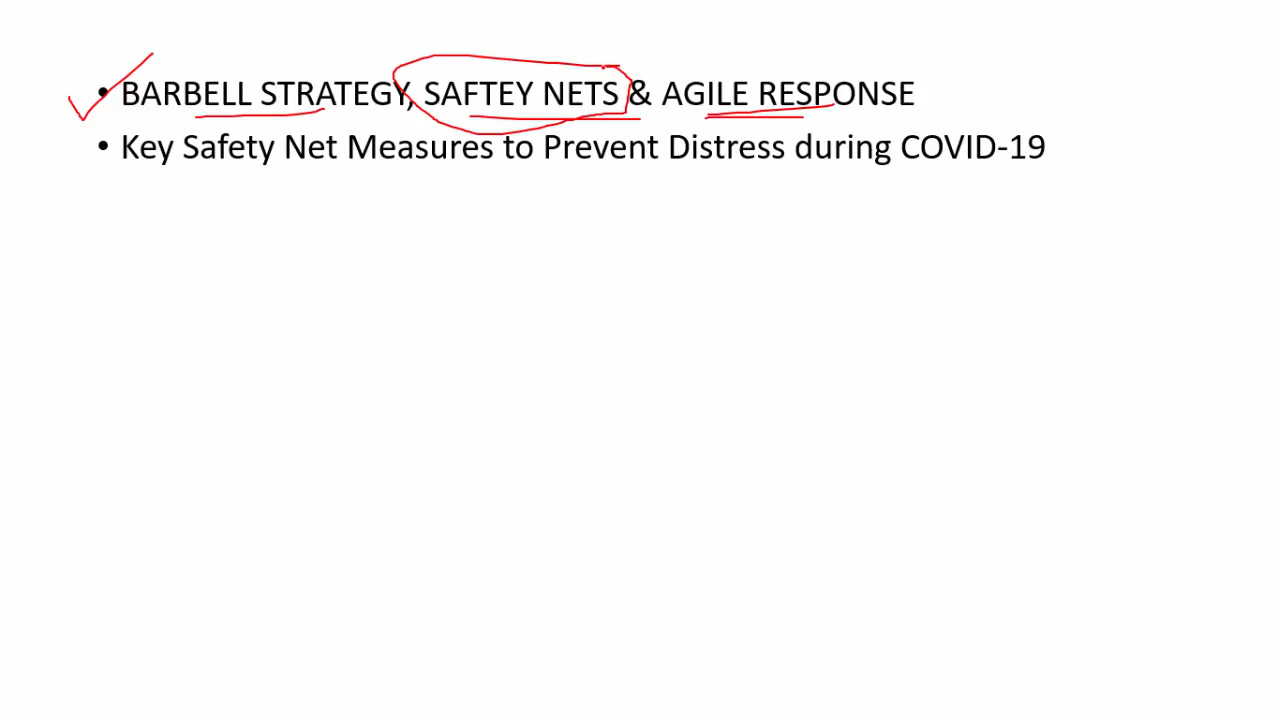 • BARBELL STRATEGY, SAFTEY NETS & AGILE RESPONSE
• Key Safety Net Measures to Prevent Distress during COVID-19